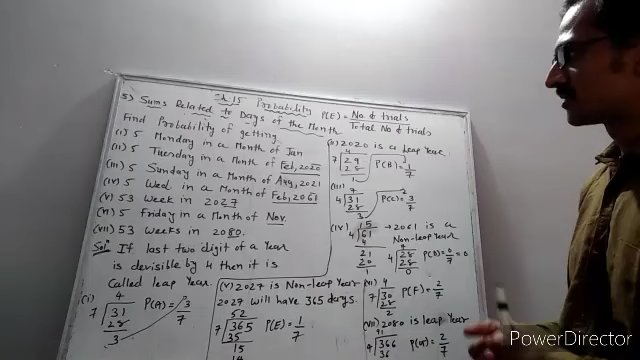 Ch.15 Probability
5) Sums Related to Days of the Month
P(E) = No. of trials / Total No of trials
Find Probability of getting
(i) 5 Monday in a Month of Jan
(ii) 5 Tuesday in a Month of Feb, 2020
(iii) 5 Sunday in a Month of Aug, 2021
(iv) 5 Wed in a Month of Feb, 2061
(v) 53 week in 2027
(vi) 5 Friday in a Month of Nov
(vii) 53 weeks in 2080.
Sol: If last two digit of a Year
is devisible by 4 then it is
Called leap Year.
(i)
4
7 31
28
3
P(A) = 3/7
(ii) 2020 is a Leap Year
4
7 29
28
1
P(B) = 1/7
(iii)
7
4 31
28
3
P(C) = 3/7
(iv)
15
4 61
4
21
20
1
→ 2061 is a
Non-leap Year
4
4 28
28
0
P(D) = 0/7 = 0
(v) 2027 is Non-leap Year
2027 will have 365 days.
52
7 365
35
15
14
P(E) = 1/7
(vi)
4
7 30
28
2
P(F) = 2/7
(vii) 2080 is leap Year
91
4 366
36
P(G) = 2/7
PowerDirector